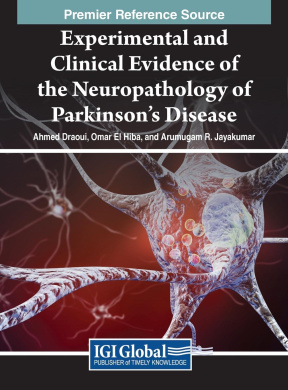 Premier Reference Source
Experimental and
Clinical Evidence of
the Neuropathology of
Parkinson's Disease
Ahmed Draoui, Omar El Hiba, and Arumugam R. Jayakumar
IGI Global
PUBLISHER of TIMELY KNOWLEDGE